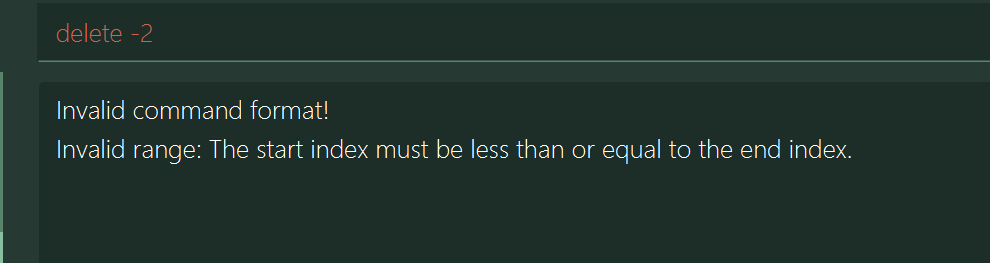 delete -2
Invalid command format!
Invalid range: The start index must be less than or equal to the end index.